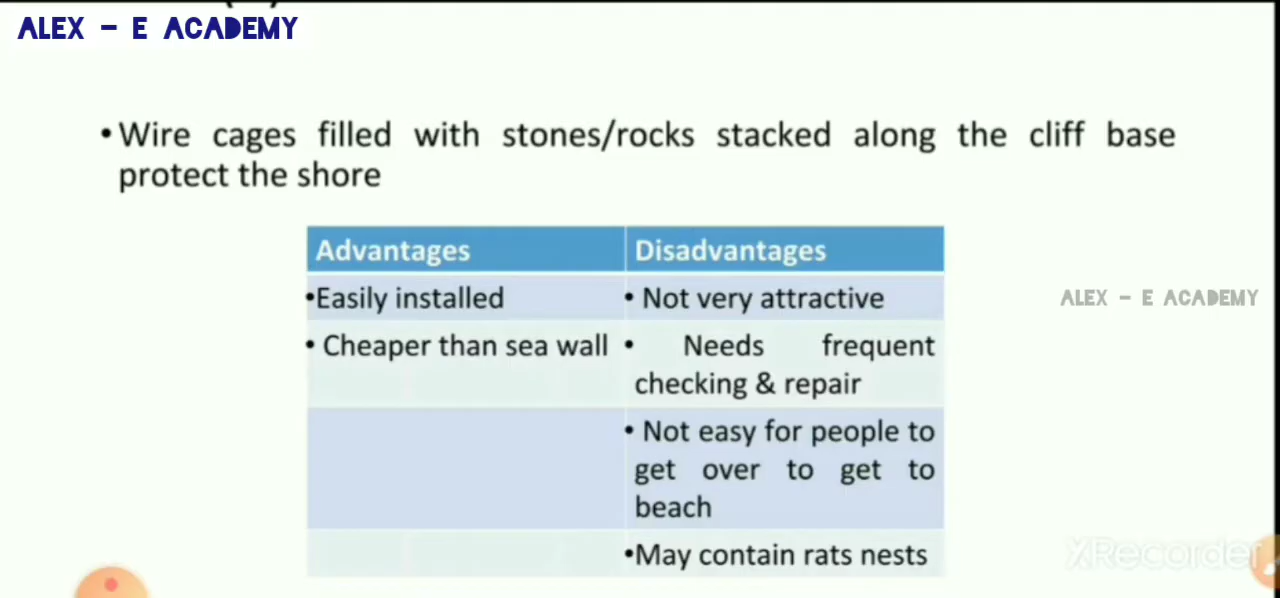 ALEX - E ACADEMY
• Wire cages filled with stones/rocks stacked along the cliff base
protect the shore
Advantages Disadvantages
•Easily installed • Not very attractive
• Cheaper than sea wall • Needs frequent
checking & repair
• Not easy for people to
get over to get to
beach
•May contain rats nests
ALEX - E ACADEMY
XRecorder